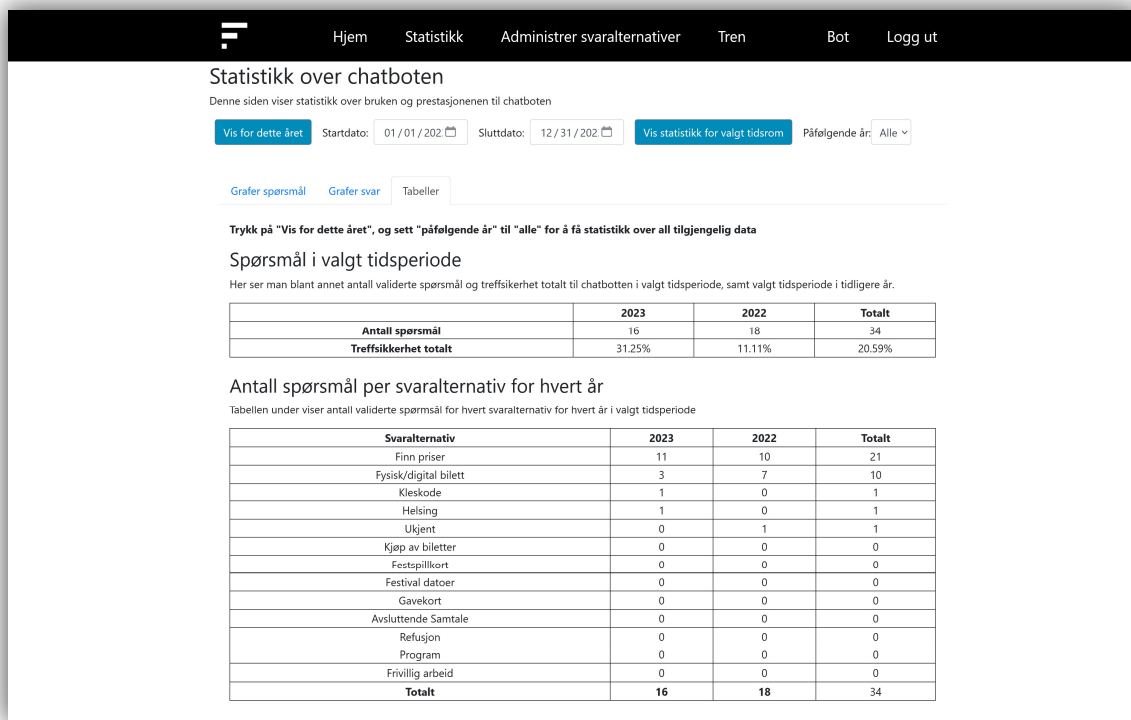 Hjem Statistikk Administrer svaralternativer Tren Bot Logg ut
Statistikk over chatboten
Denne siden viser statistikk over bruken og prestasjonenen til chatboten
Vis for dette året Startdato: 01/01/202 Sluttdato: 12/31/202 Vis statistikk for valgt tidsrom Påfølgende år: Alle
Grafer spørsmål Grafer svar Tabeller
Trykk på "Vis for dette året", og sett "påfølgende år" til "alle" for å få statistikk over all tilgjengelig data
Spørsmål i valgt tidsperiode
Her ser man blant annet antall validerte spørsmål og treffsikerhet totalt til chatbotten i valgt tidsperiode, samt valgt tidsperiode i tidligere år.
2023 2022 Totalt
Antall spørsmål 16 18 34
Treffsikkerhet totalt 31.25% 11.11% 20.59%
Antall spørsmål per svaralternativ for hvert år
Tabellen under viser antall validerte spørmsål for hvert svaralternativ for hvert år i valgt tidsperiode
Svaralternativ 2023 2022 Totalt
Finn priser 11 10 21
Fysisk/digital bilett 3 7 10
Kleskode 1 0 1
Helsing 1 0 1
Ukjent 0 1 1
Kjøp av biletter 0 0 0
Festspillkort 0 0 0
Festival datoer 0 0 0
Gavekort 0 0 0
Avsluttende Samtale 0 0 0
Refusjon 0 0 0
Program 0 0 0
Frivillig arbeid 0 0 0
Totalt 16 18 34